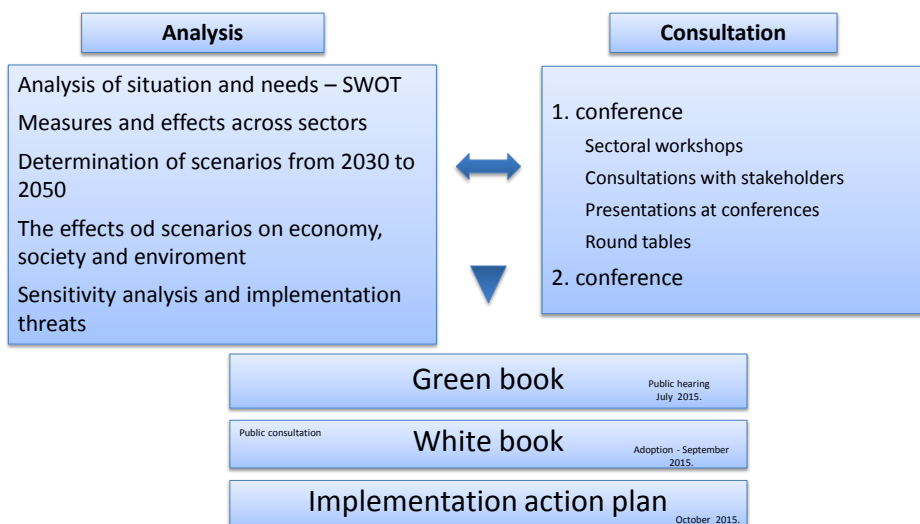 Analysis
Analysis of situation and needs – SWOT
Measures and effects across sectors
Determination of scenarios from 2030 to
2050
The effects od scenarios on economy,
society and enviroment
Sensitivity analysis and implementation
threats
Consultation
1. conference
Sectoral workshops
Consultations with stakeholders
Presentations at conferences
Round tables
2. conference
Green book
Public hearing
July 2015.
Public consultation
White book
Adoption - September
2015.
Implementation action plan
October 2015.